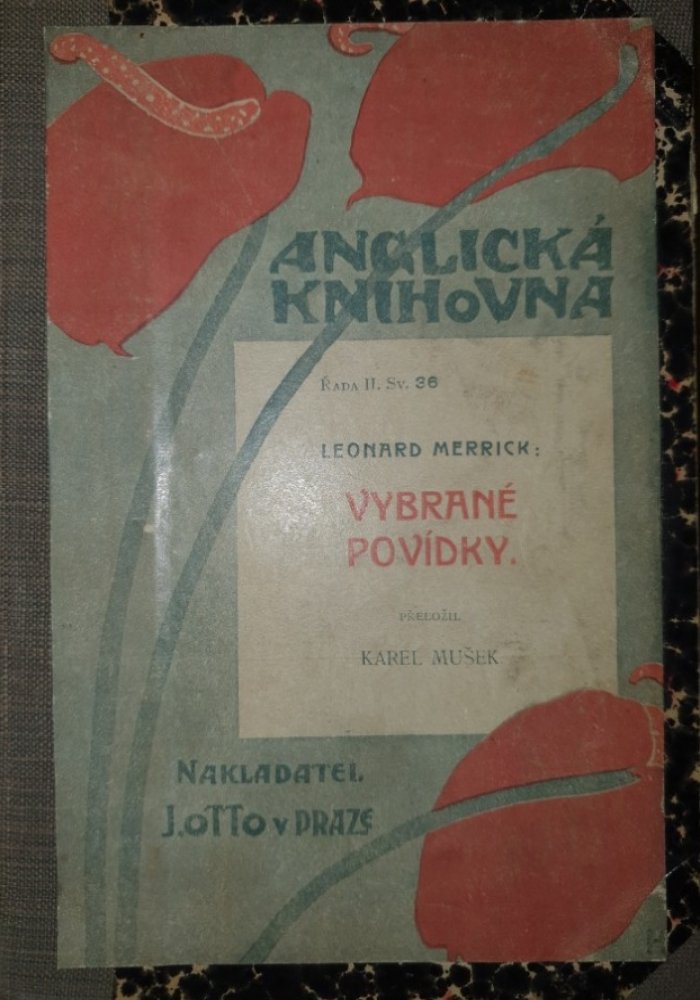 ANGLICKÁ
KNIHOVNA
ŘADA II. SV. 36
LEONARD MERRICK:
VYBRANÉ
POVÍDKY.
PŘELOŽIL
KAREL MUŠEK
NAKLADATEL
J. OTTO V PRAZE